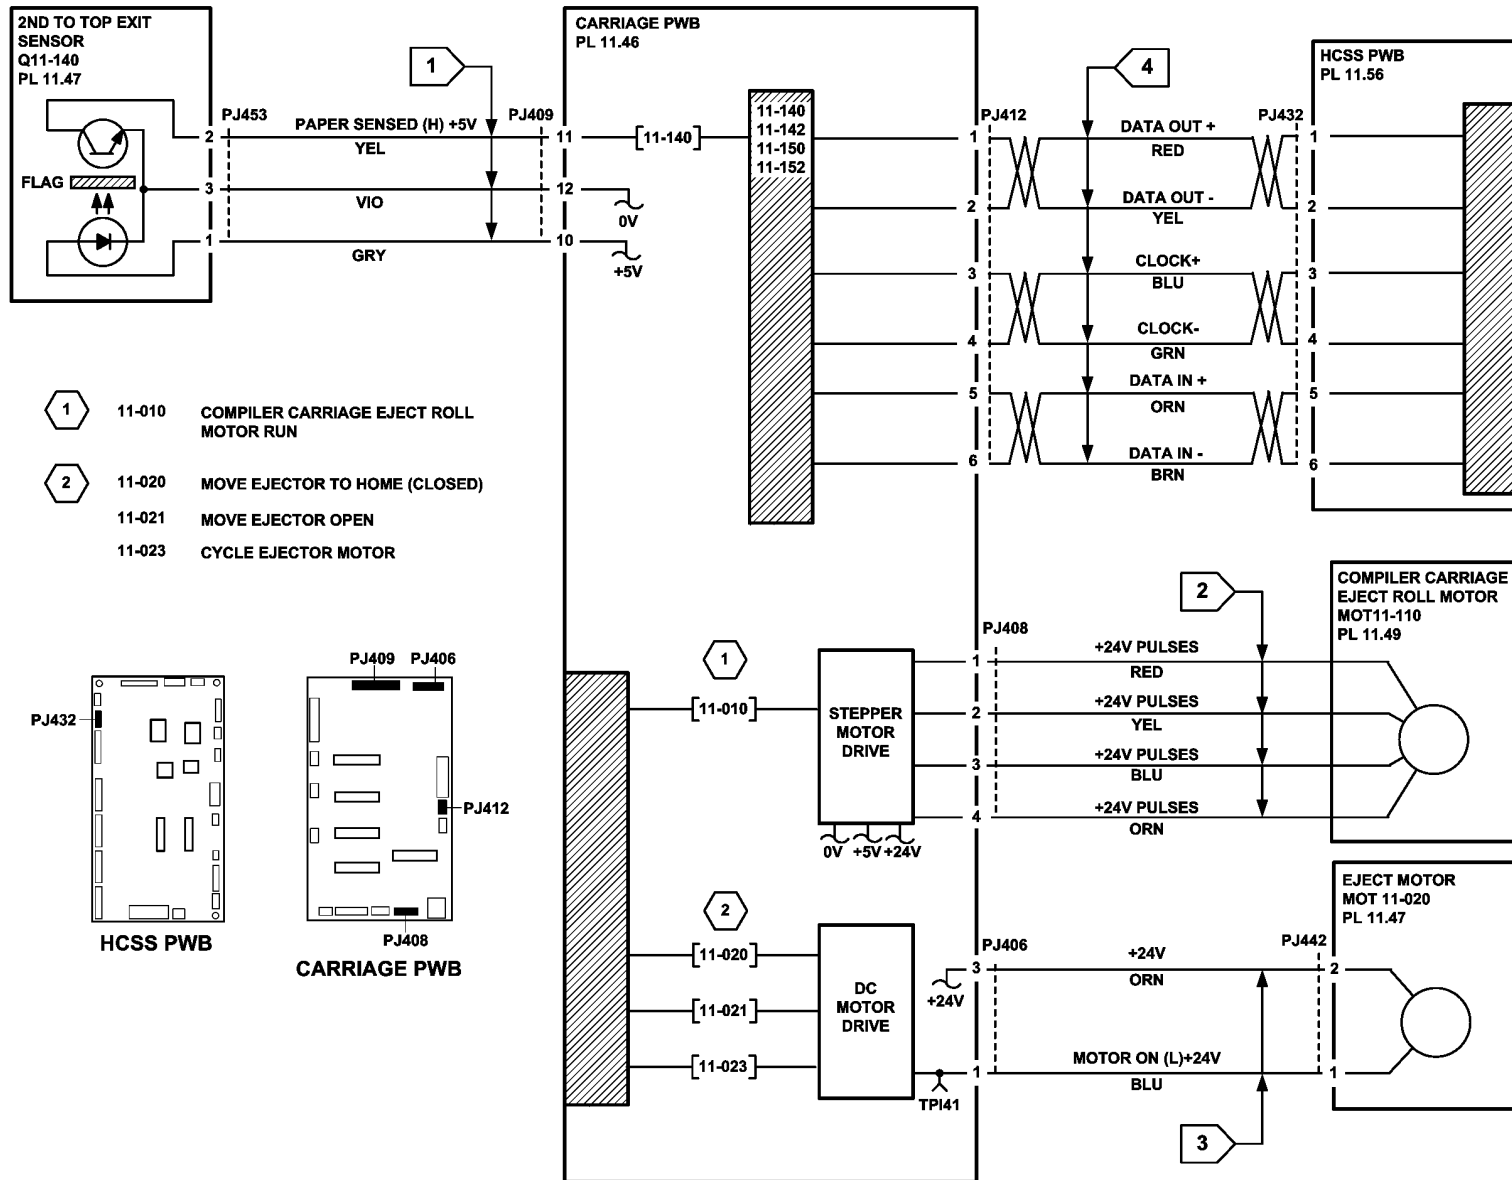 2ND TO TOP EXIT
SENSOR
Q11-140
PL 11.47
FLAG
2
3
1
PJ453
PAPER SENSED (H) +5V
YEL
VIO
GRY
1
PJ409
11
12
10
CARRIAGE PWB
PL 11.46
[11-140]
0V
+5V
11-140
11-142
11-150
11-152
1
2
3
4
5
6
PJ412
4
DATA OUT +
RED
DATA OUT -
YEL
CLOCK+
BLU
CLOCK-
GRN
DATA IN +
ORN
DATA IN -
BRN
PJ432
1
2
3
4
5
6
HCSS PWB
PL 11.56
1 11-010 COMPILER CARRIAGE EJECT ROLL
MOTOR RUN
2 11-020 MOVE EJECTOR TO HOME (CLOSED)
11-021 MOVE EJECTOR OPEN
11-023 CYCLE EJECTOR MOTOR
PJ432
HCSS PWB
PJ409 PJ406
PJ412
PJ408
CARRIAGE PWB
1
[11-010]
STEPPER
MOTOR
DRIVE
0V +5V +24V
1
2
3
4
PJ408
2
+24V PULSES
RED
+24V PULSES
YEL
+24V PULSES
BLU
+24V PULSES
ORN
COMPILER CARRIAGE
EJECT ROLL MOTOR
MOT11-110
PL 11.49
2
[11-020]
[11-021]
[11-023]
DC
MOTOR
DRIVE
+24V
3
1
TPI41
PJ406
+24V
ORN
MOTOR ON (L)+24V
BLU
3
PJ442
2
1
EJECT MOTOR
MOT 11-020
PL 11.47